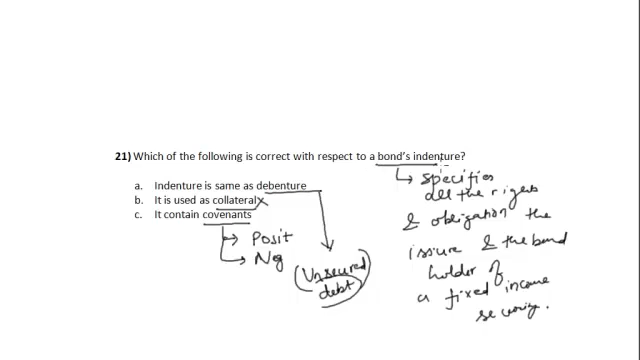 21) Which of the following is correct with respect to a bond's indenture?
a. Indenture is same as debenture
b. It is used as collateral
c. It contain covenants
→ Posit
→ Neg
(Unsecured
debt)
→ Specifies
all the rights
& obligation the
issure & the bond
holder of
a fixed income
security.